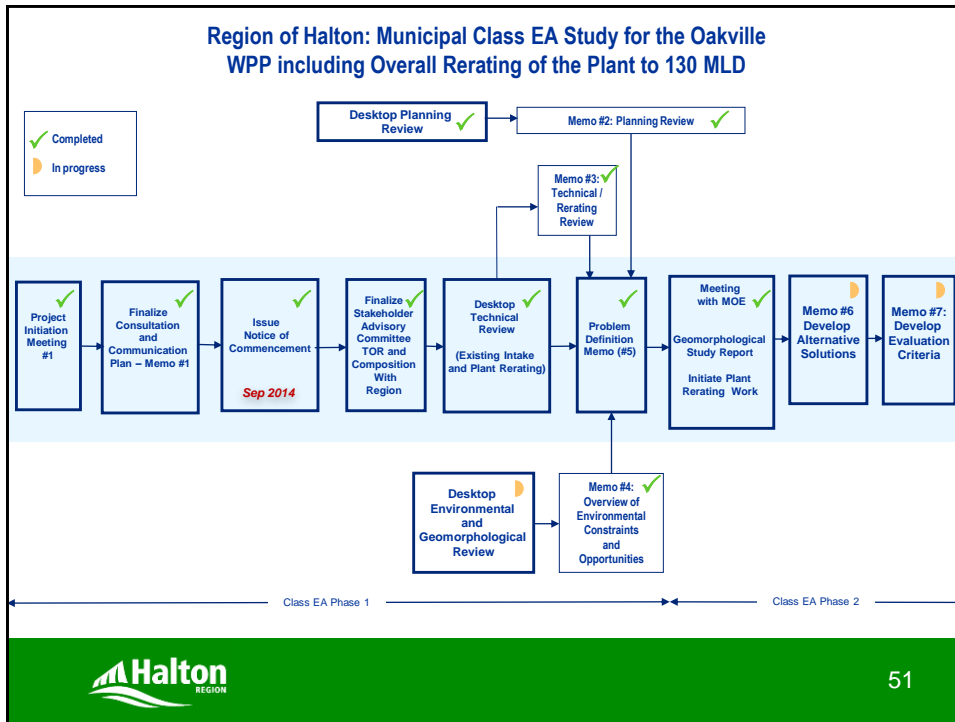 Region of Halton: Municipal Class EA Study for the Oakville
WPP including Overall Rerating of the Plant to 130 MLD
Completed
In progress
Desktop Planning
Review
Memo #2: Planning Review
Memo #3:
Technical /
Rerating
Review
Project
Initiation
Meeting
#1
Finalize
Consultation
and
Communication
Plan – Memo #1
Issue
Notice of
Commencement
Sep 2014
Finalize
Stakeholder
Advisory
Committee
TOR and
Composition
With
Region
Desktop
Technical
Review
(Existing Intake
and Plant Rerating)
Problem
Definition
Memo (#5)
Meeting
with MOE
Geomorphological
Study Report
Initiate Plant
Rerating Work
Memo #6
Develop
Alternative
Solutions
Memo #7:
Develop
Evaluation
Criteria
Desktop
Environmental
and
Geomorphological
Review
Memo #4:
Overview of
Environmental
Constraints
and
Opportunities
Class EA Phase 1
Class EA Phase 2
Halton
REGION
51